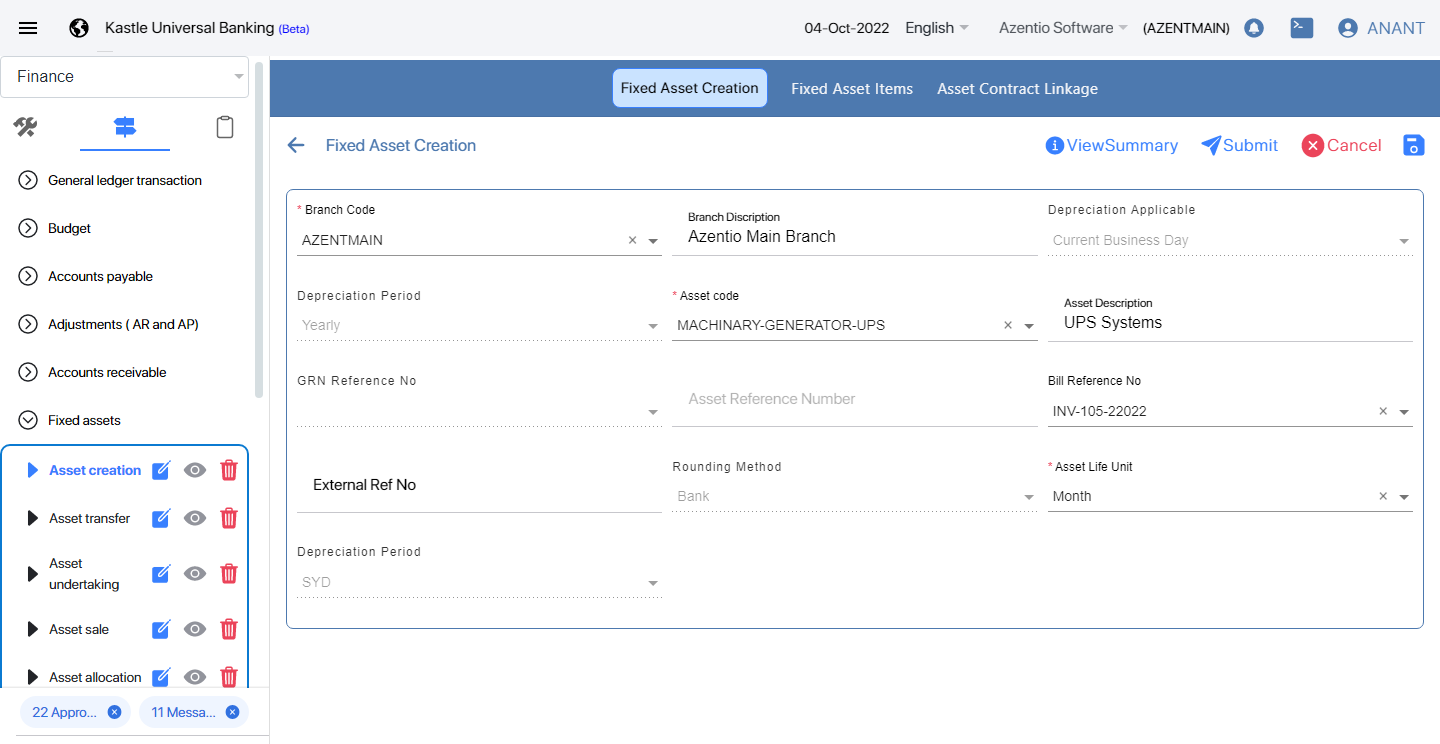 Kastle Universal Banking (Beta)
04-Oct-2022
English
Azentio Software
(AZENTMAIN)
ANANT
Finance
General ledger transaction
Budget
Accounts payable
Adjustments ( AR and AP)
Accounts receivable
Fixed assets
Asset creation
Asset transfer
Asset
undertaking
Asset sale
Asset allocation
22 Appro...
11 Messa...
Fixed Asset Creation
Fixed Asset Items
Asset Contract Linkage
Fixed Asset Creation
ViewSummary
Submit
Cancel
* Branch Code
AZENTMAIN
Branch Discription
Azentio Main Branch
Depreciation Applicable
Current Business Day
Depreciation Period
Yearly
* Asset code
MACHINARY-GENERATOR-UPS
Asset Description
UPS Systems
GRN Reference No
Asset Reference Number
Bill Reference No
INV-105-22022
External Ref No
Rounding Method
Bank
* Asset Life Unit
Month
Depreciation Period
SYD